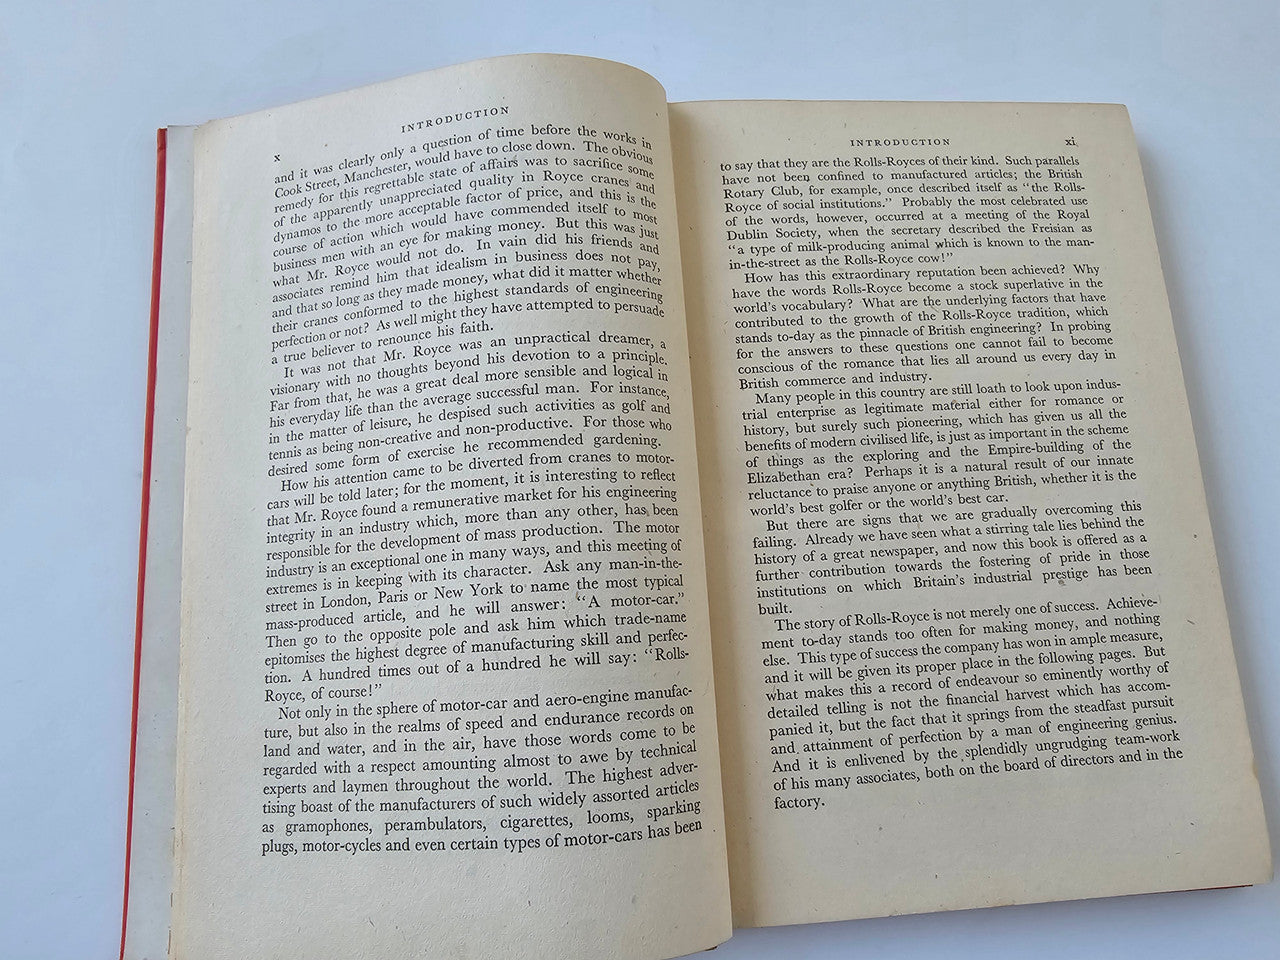 INTRODUCTION
x
and it was clearly only a question of time before the works in
Cook Street, Manchester, would have to close down. The obvious
remedy for this regrettable state of affairs was to sacrifice some
of the apparently unappreciated quality in Royce cranes and
dynamos to the more acceptable factor of price, and this is the
course of action which would have commended itself to most
business men with an eye for making money. But this was just
what Mr. Royce would not do. In vain did his friends and
associates remind him that idealism in business does not pay,
and that so long as they made money, what did it matter whether
their cranes conformed to the highest standards of engineering
perfection or not? As well might they have attempted to persuade
a true believer to renounce his faith.
It was not that Mr. Royce was an unpractical dreamer, a
visionary with no thoughts beyond his devotion to a principle.
Far from that, he was a great deal more sensible and logical in
his everyday life than the average successful man. For instance,
in the matter of leisure, he despised such activities as golf and
tennis as being non-creative and non-productive. For those who
desired some form of exercise he recommended gardening.
How his attention came to be diverted from cranes to motor-
cars will be told later; for the moment, it is interesting to reflect
that Mr. Royce found a remunerative market for his engineering
integrity in an industry which, more than any other, has been
responsible for the development of mass production. The motor
industry is an exceptional one in many ways, and this meeting of
extremes is in keeping with its character. Ask any man-in-the-
street in London, Paris or New York to name the most typical
mass-produced article, and he will answer: "A motor-car."
Then go to the opposite pole and ask him which trade-name
epitomises the highest degree of manufacturing skill and perfec-
tion. A hundred times out of a hundred he will say: "Rolls-
Royce, of course!"
Not only in the sphere of motor-car and aero-engine manufac-
ture, but also in the realms of speed and endurance records on
land and water, and in the air, have those words come to be
regarded with a respect amounting almost to awe by technical
experts and laymen throughout the world. The highest adver-
tising boast of the manufacturers of such widely assorted articles
as gramophones, perambulators, cigarettes, looms, sparking
plugs, motor-cycles and even certain types of motor-cars has been
INTRODUCTION xi
to say that they are the Rolls-Royces of their kind. Such parallels
have not been confined to manufactured articles; the British
Rotary Club, for example, once described itself as "the Rolls-
Royce of social institutions." Probably the most celebrated use
of the words, however, occurred at a meeting of the Royal
Dublin Society, when the secretary described the Freisian as
"a type of milk-producing animal which is known to the man-
in-the-street as the Rolls-Royce cow!"
How has this extraordinary reputation been achieved? Why
have the words Rolls-Royce become a stock superlative in the
world's vocabulary? What are the underlying factors that have
contributed to the growth of the Rolls-Royce tradition, which
stands to-day as the pinnacle of British engineering? In probing
for the answers to these questions one cannot fail to become
conscious of the romance that lies all around us every day in
British commerce and industry.
Many people in this country are still loath to look upon indus-
trial enterprise as legitimate material either for romance or
history, but surely such pioneering, which has given us all the
benefits of modern civilised life, is just as important in the scheme
of things as the exploring and the Empire-building of the
Elizabethan era? Perhaps it is a natural result of our innate
reluctance to praise anyone or anything British, whether it is the
world's best golfer or the world's best car.
But there are signs that we are gradually overcoming this
failing. Already we have seen what a stirring tale lies behind the
history of a great newspaper, and now this book is offered as a
further contribution towards the fostering of pride in those
institutions on which Britain's industrial prestige has been
built.
The story of Rolls-Royce is not merely one of success. Achieve-
ment to-day stands too often for making money, and nothing
else. This type of success the company has won in ample measure,
and it will be given its proper place in the following pages. But
what makes this a record of endeavour so eminently worthy of
detailed telling is not the financial harvest which has accom-
panied it, but the fact that it springs from the steadfast pursuit
and attainment of perfection by a man of engineering genius.
And it is enlivened by the splendidly ungrudging team-work
of his many associates, both on the board of directors and in the
factory.